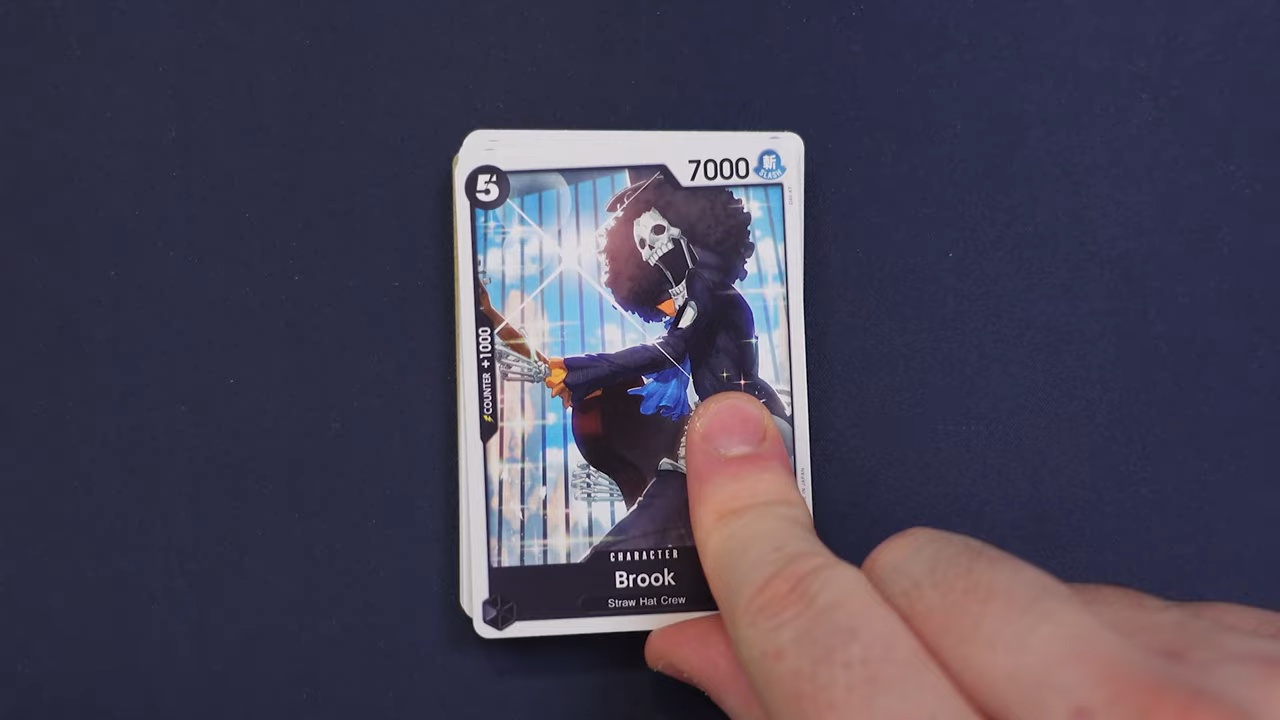 5
7000
斬
SLASH
COUNTER +1000
CHARACTER
Brook
Straw Hat Crew